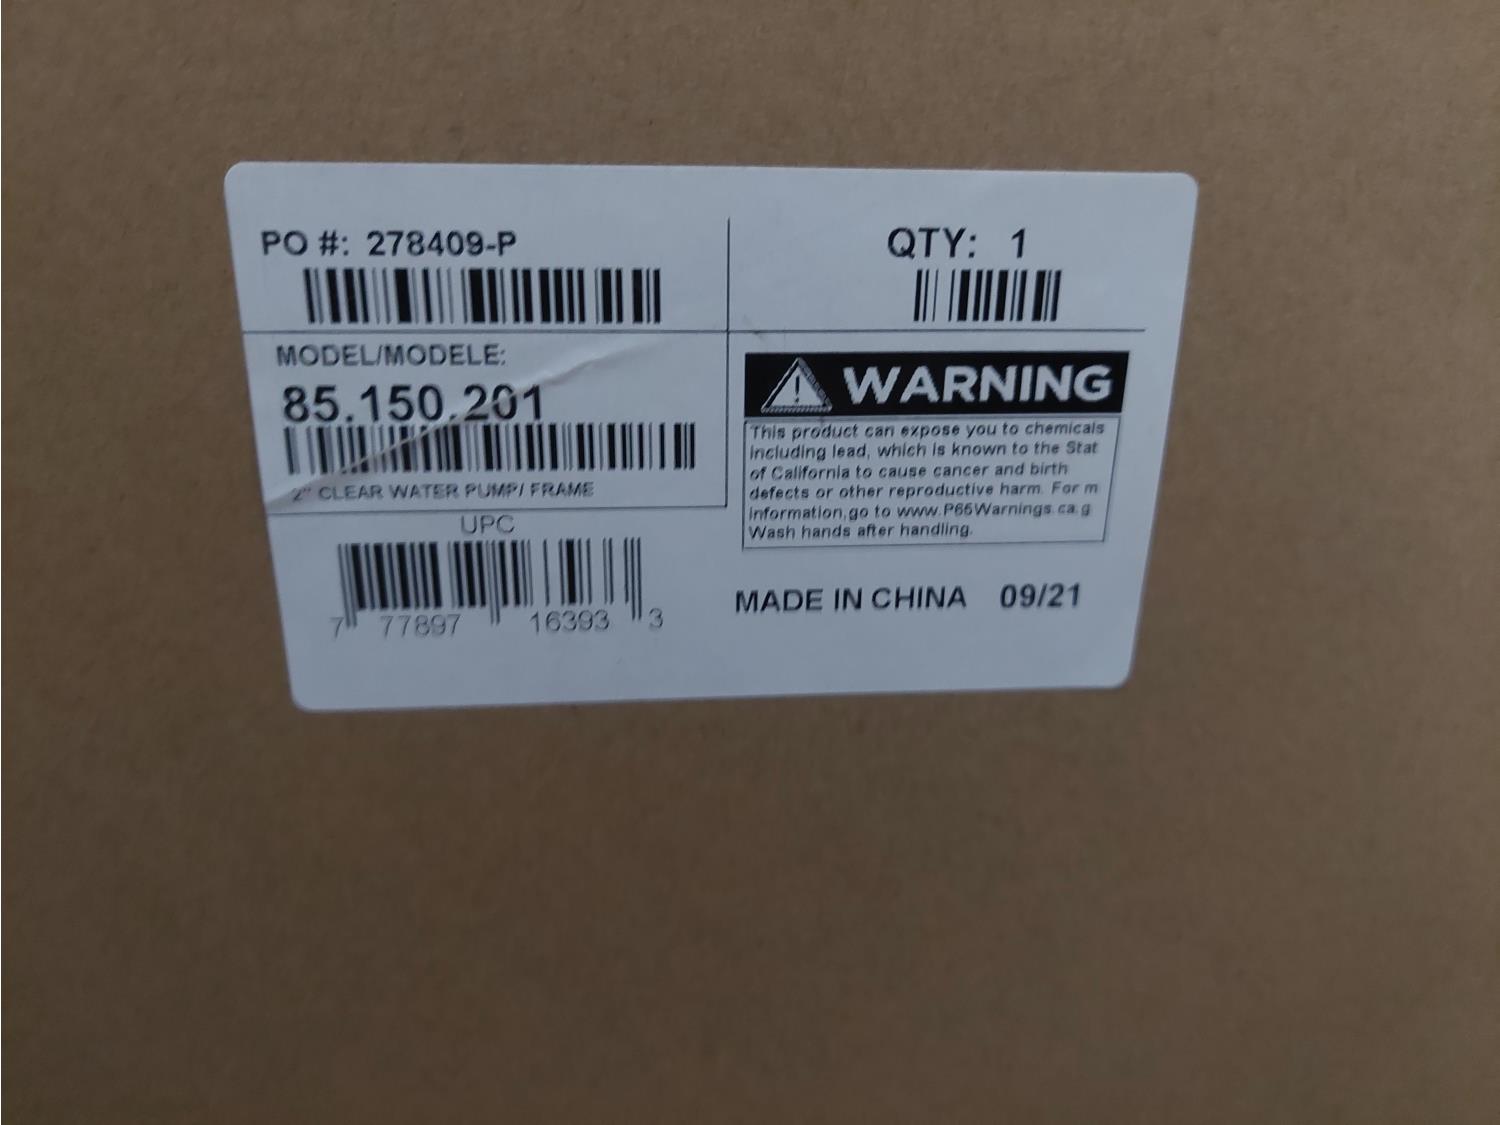 PO #: 278409-P
QTY: 1
MODEL/MODELE:
85.150.201
2" CLEAR WATER PUMP/ FRAME
UPC
7 77897 16393 3
WARNING
This product can expose you to chemicals
including lead, which is known to the Stat
of California to cause cancer and birth
defects or other reproductive harm. For m
information,go to www.P65Warnings.ca.g
Wash hands after handling.
MADE IN CHINA 09/21